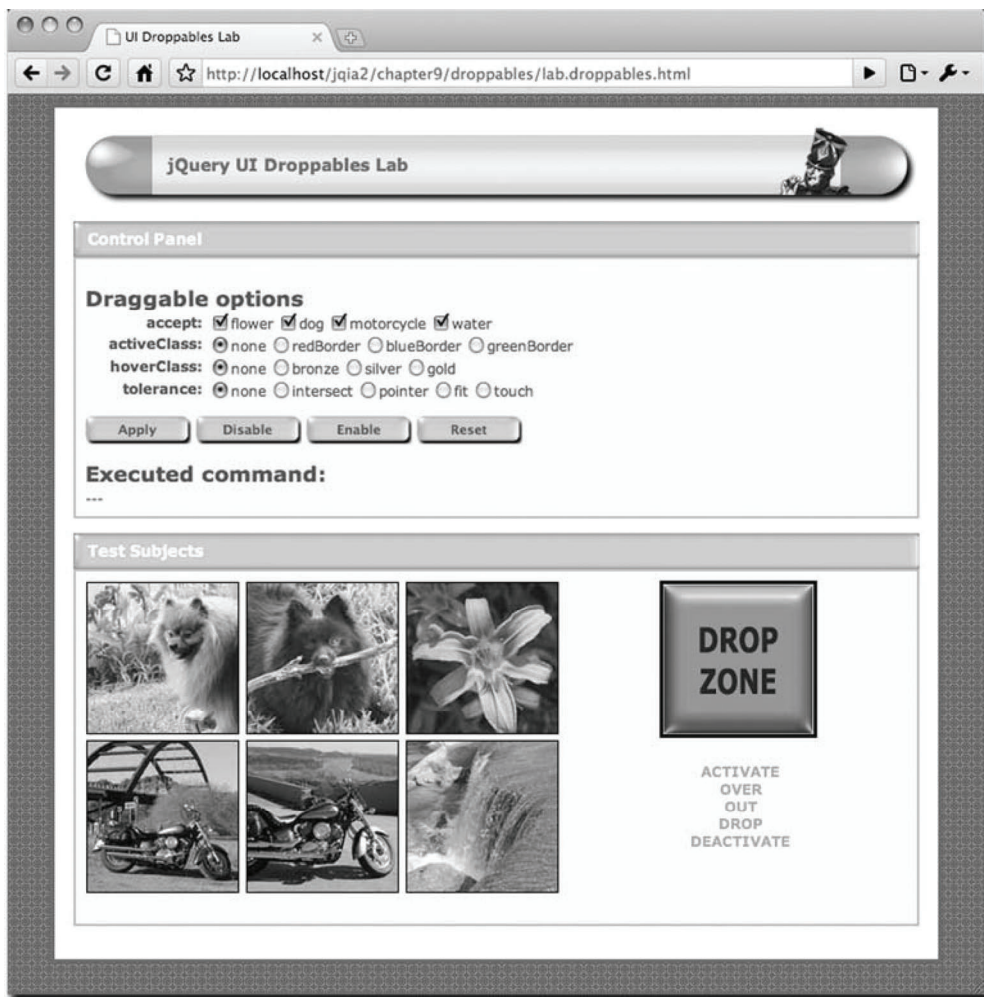 UI Droppables Lab
http://localhost/jqia2/chapter9/droppables/lab.droppables.html
jQuery UI Droppables Lab
Control Panel
Draggable options
accept: flower dog motorcycle water
activeClass: none redBorder blueBorder greenBorder
hoverClass: none bronze silver gold
tolerance: none intersect pointer fit touch
Apply Disable Enable Reset
Executed command:
---
Test Subjects
DROP
ZONE
ACTIVATE
OVER
OUT
DROP
DEACTIVATE